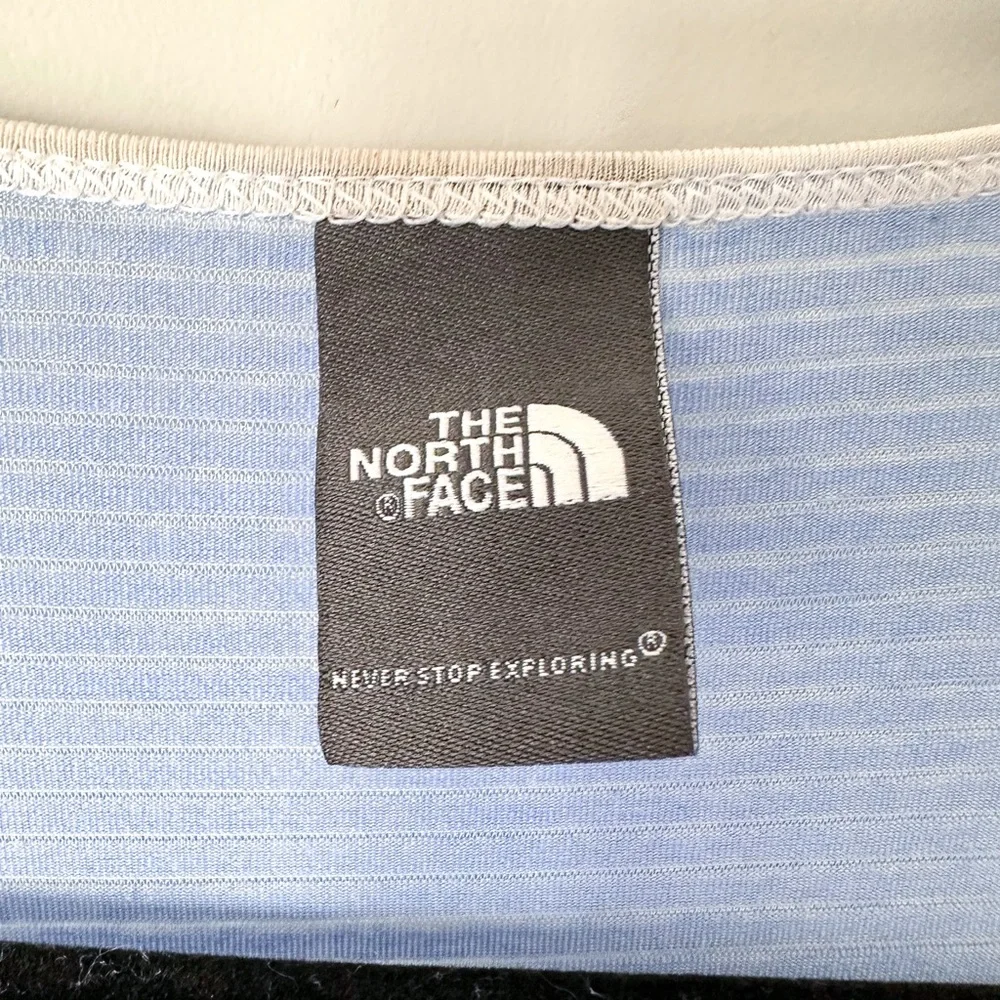 THE
NORTH
® FACE
NEVER STOP EXPLORING®